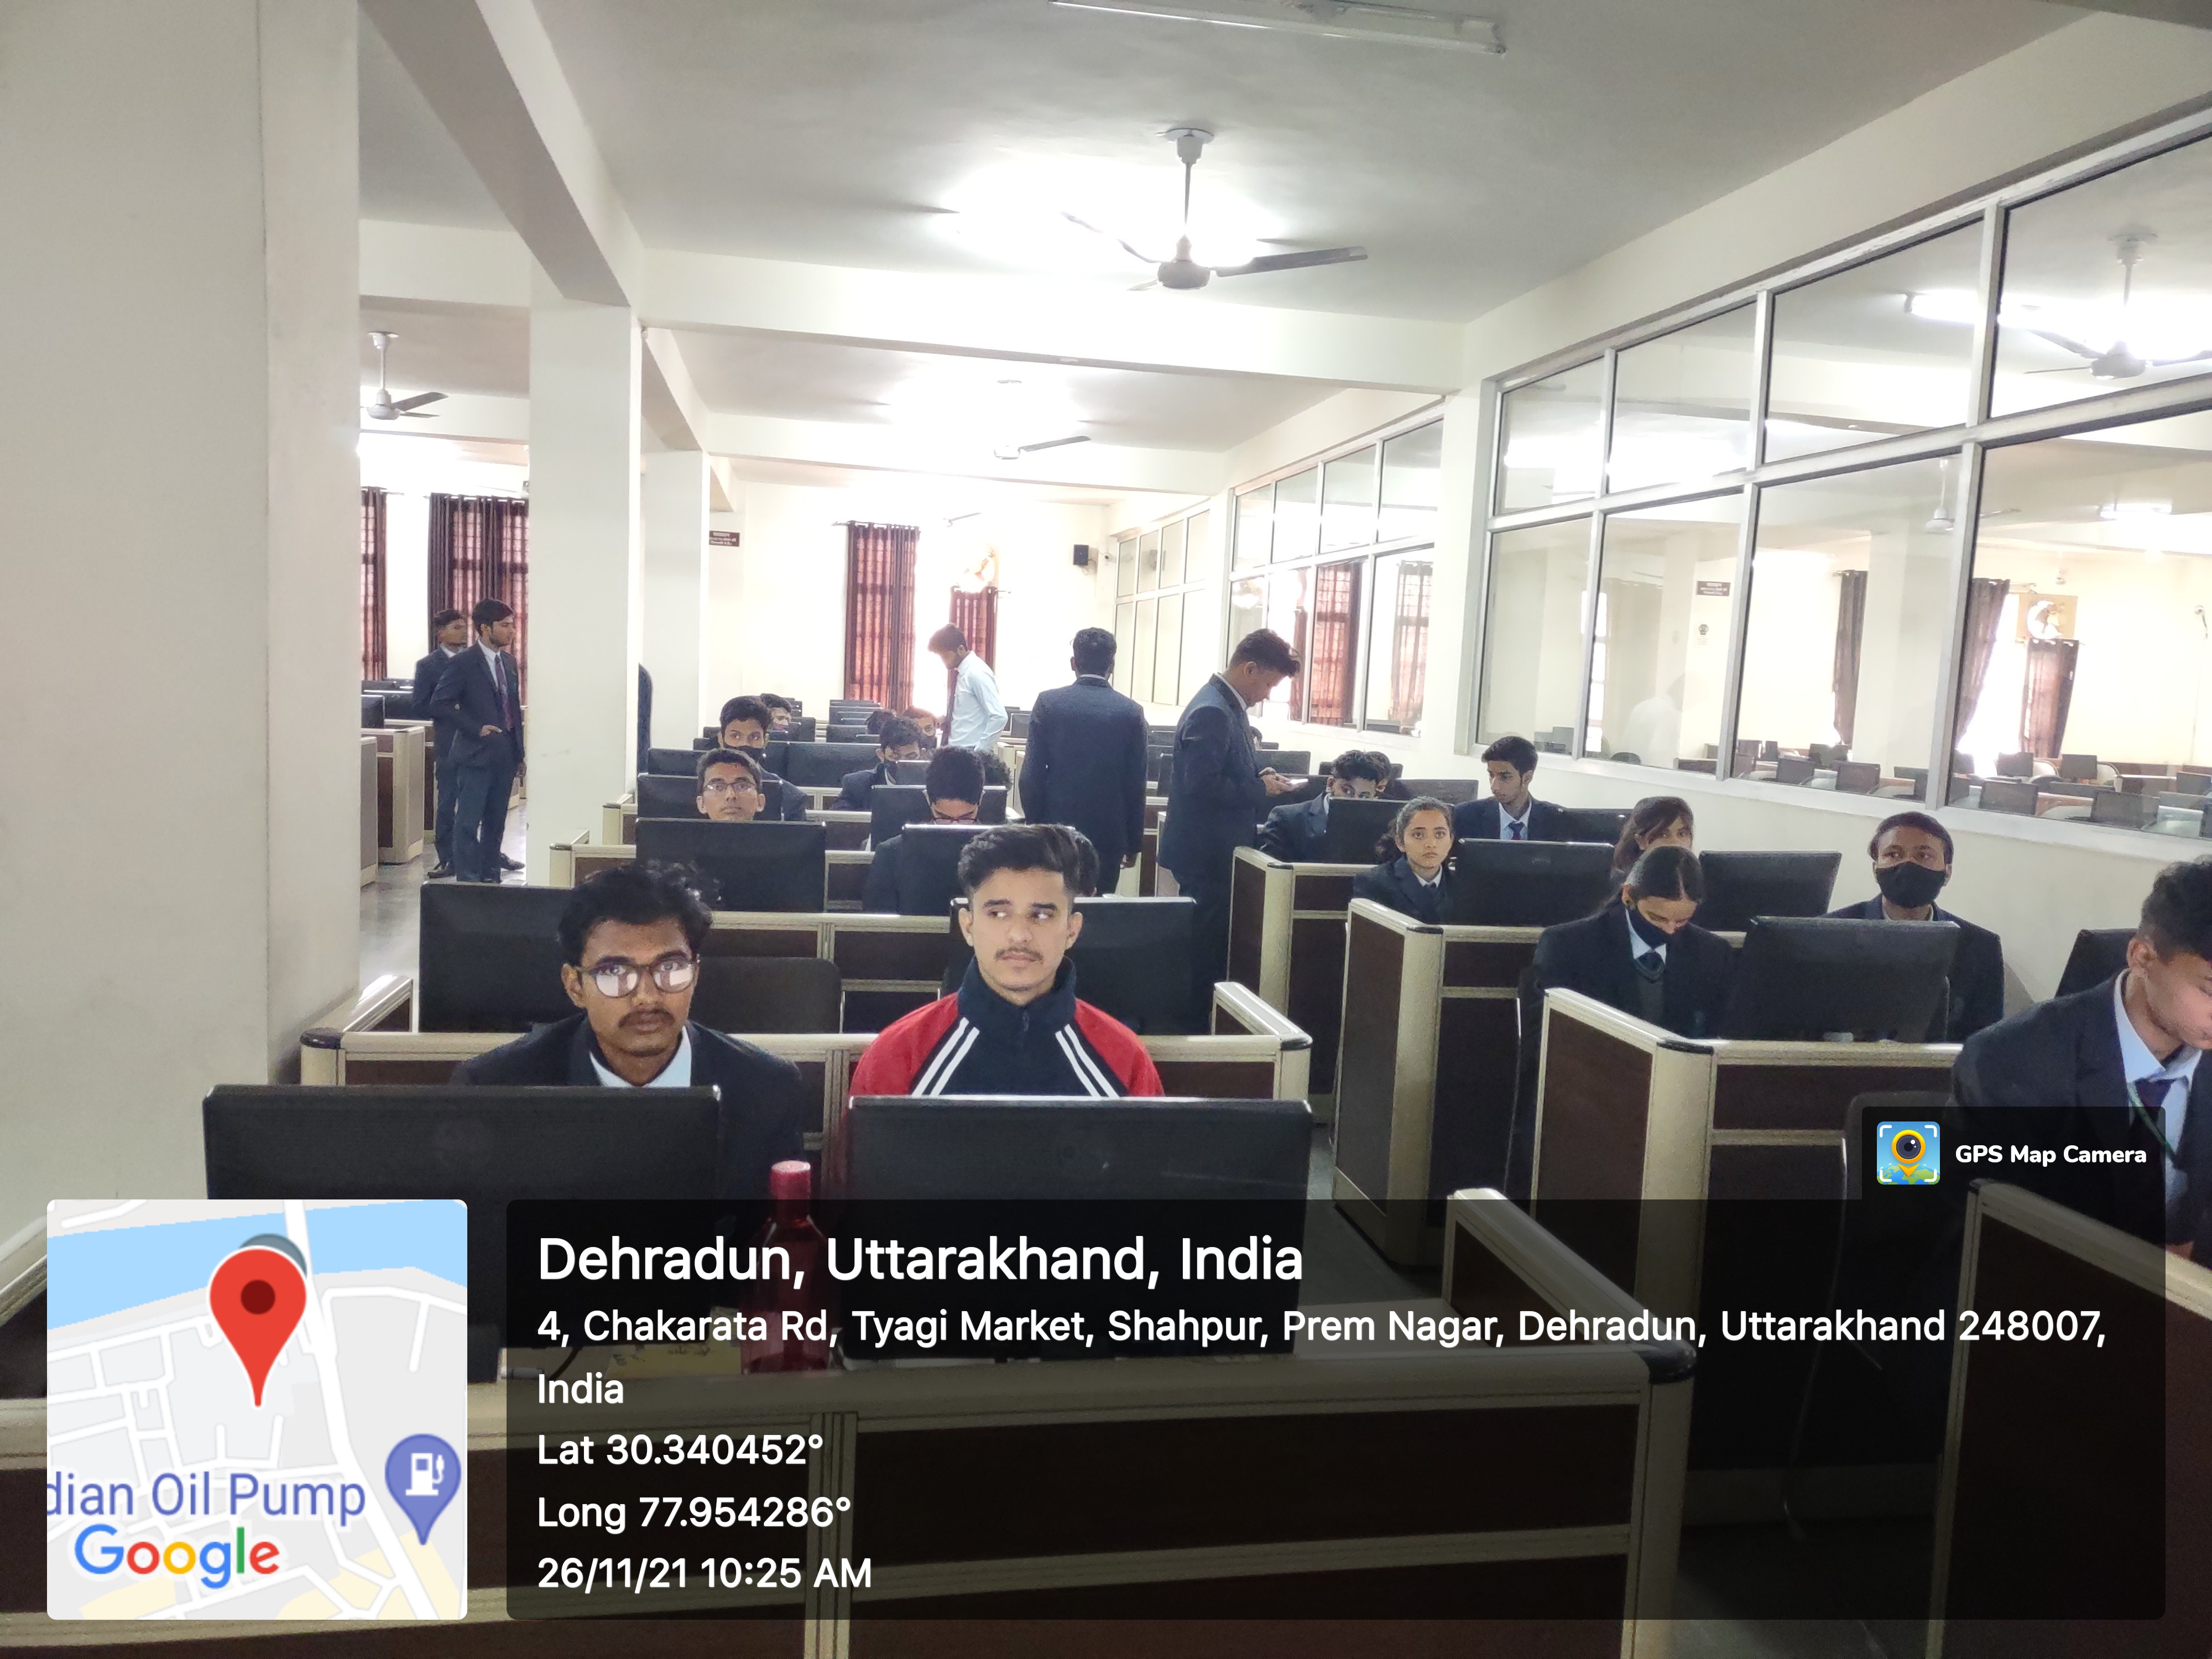 GPS Map Camera
Dehradun, Uttarakhand, India
4, Chakarata Rd, Tyagi Market, Shahpur, Prem Nagar, Dehradun, Uttarakhand 248007,
India
Lat 30.340452°
Long 77.954286°
26/11/21 10:25 AM
dian Oil Pump
Google